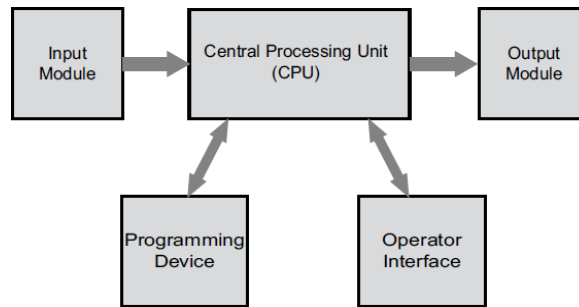 Input
Module
Central Processing Unit
(CPU)
Output
Module
Programming
Device
Operator
Interface